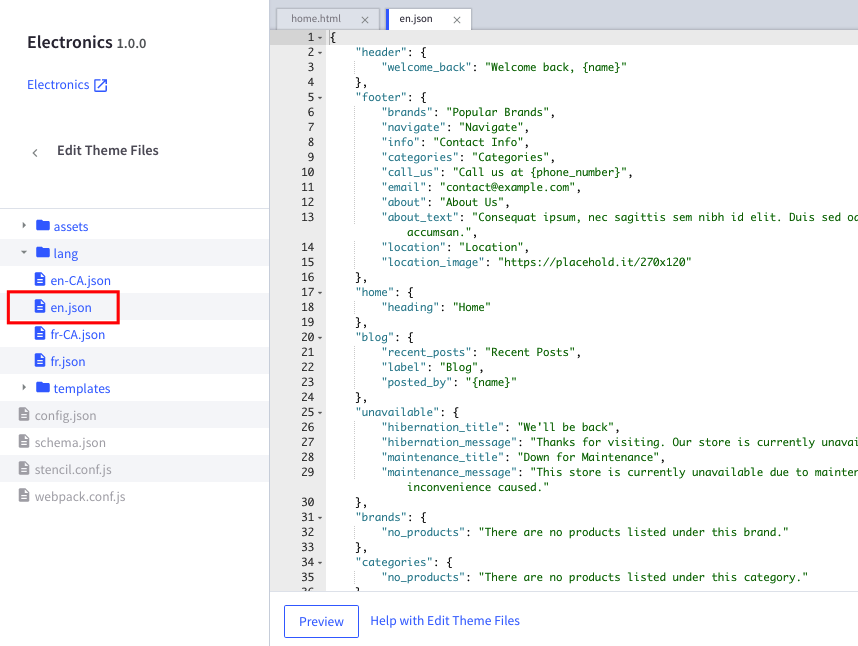 Electronics 1.0.0
Electronics
Edit Theme Files
assets
lang
en-CA.json
en.json
fr-CA.json
fr.json
templates
config.json
schema.json
stencil.conf.js
webpack.conf.js
home.html ×
en.json ×
1 {
2 "header": {
3 "welcome_back": "Welcome back, {name}"
4 },
5 "footer": {
6 "brands": "Popular Brands",
7 "navigate": "Navigate",
8 "info": "Contact Info",
9 "categories": "Categories",
10 "call_us": "Call us at {phone_number}",
11 "email": "contact@example.com",
12 "about": "About Us",
13 "about_text": "Consequat ipsum, nec sagittis sem nibh id elit. Duis sed
accumsan.",
14 "location": "Location",
15 "location_image": "https://placehold.it/270x120"
16 },
17 "home": {
18 "heading": "Home"
19 },
20 "blog": {
21 "recent_posts": "Recent Posts",
22 "label": "Blog",
23 "posted_by": "{name}"
24 },
25 "unavailable": {
26 "hibernation_title": "We'll be back",
27 "hibernation_message": "Thanks for visiting. Our store is currently unavai
28 "maintenance_title": "Down for Maintenance",
29 "maintenance_message": "This store is currently unavailable due to mainten
inconvenience caused."
30 },
31 "brands": {
32 "no_products": "There are no products listed under this brand."
33 },
34 "categories": {
35 "no_products": "There are no products listed under this category."
Preview
Help with Edit Theme Files